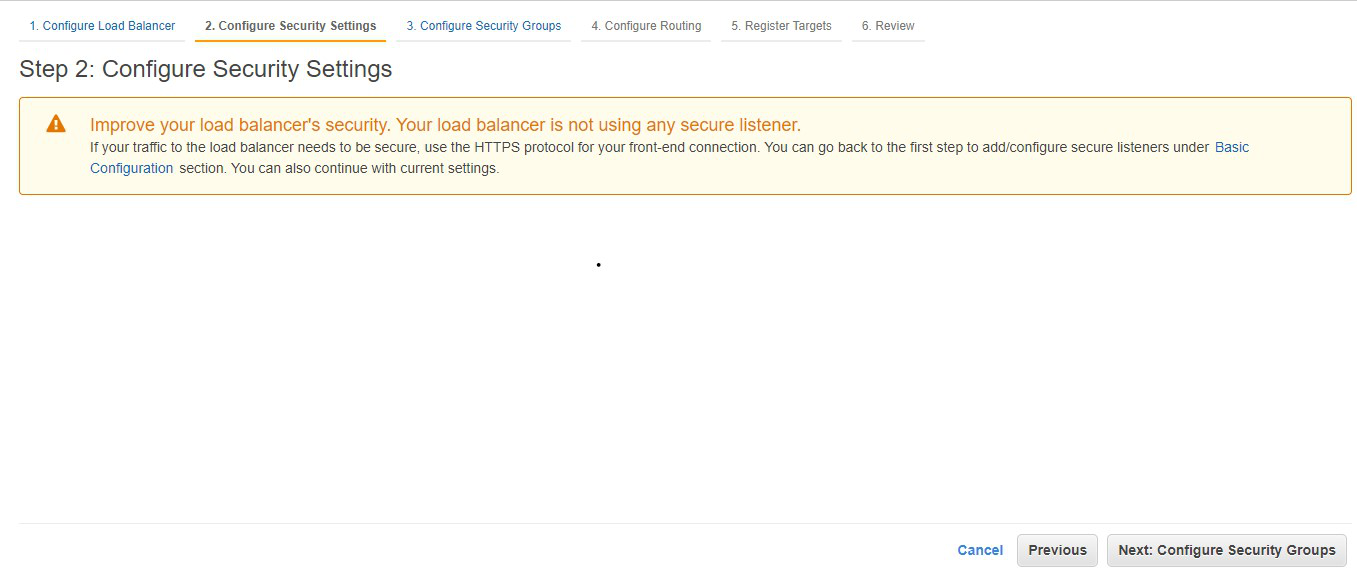 1. Configure Load Balancer 2. Configure Security Settings 3. Configure Security Groups 4. Configure Routing 5. Register Targets 6. Review
Step 2: Configure Security Settings
Improve your load balancer's security. Your load balancer is not using any secure listener.
If your traffic to the load balancer needs to be secure, use the HTTPS protocol for your front-end connection. You can go back to the first step to add/configure secure listeners under Basic
Configuration section. You can also continue with current settings.
Cancel Previous Next: Configure Security Groups